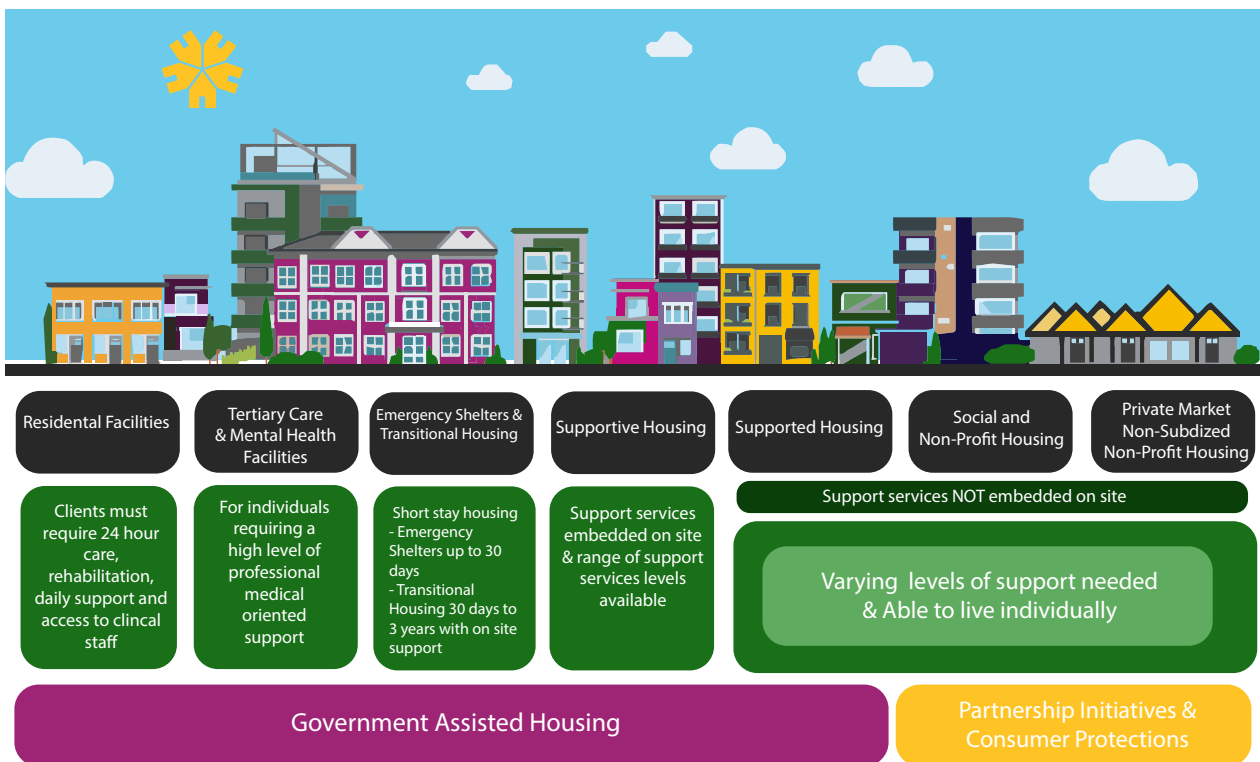 Residental Facilities
Tertiary Care
& Mental Health
Facilities
Emergency Shelters &
Transitional Housing
Supportive Housing
Supported Housing
Social and
Non-Profit Housing
Private Market
Non-Subdized
Non-Profit Housing
Clients must
require 24 hour
care,
rehabilitation,
daily support and
access to clincal
staff
For individuals
requiring a
high level of
professional
medical
oriented
support
Short stay housing
- Emergency
Shelters up to 30
days
- Transitional
Housing 30 days to
3 years with on site
support
Support services
embedded on site
& range of support
services levels
available
Support services NOT embedded on site
Varying levels of support needed
& Able to live individually
Government Assisted Housing
Partnership Initiatives &
Consumer Protections